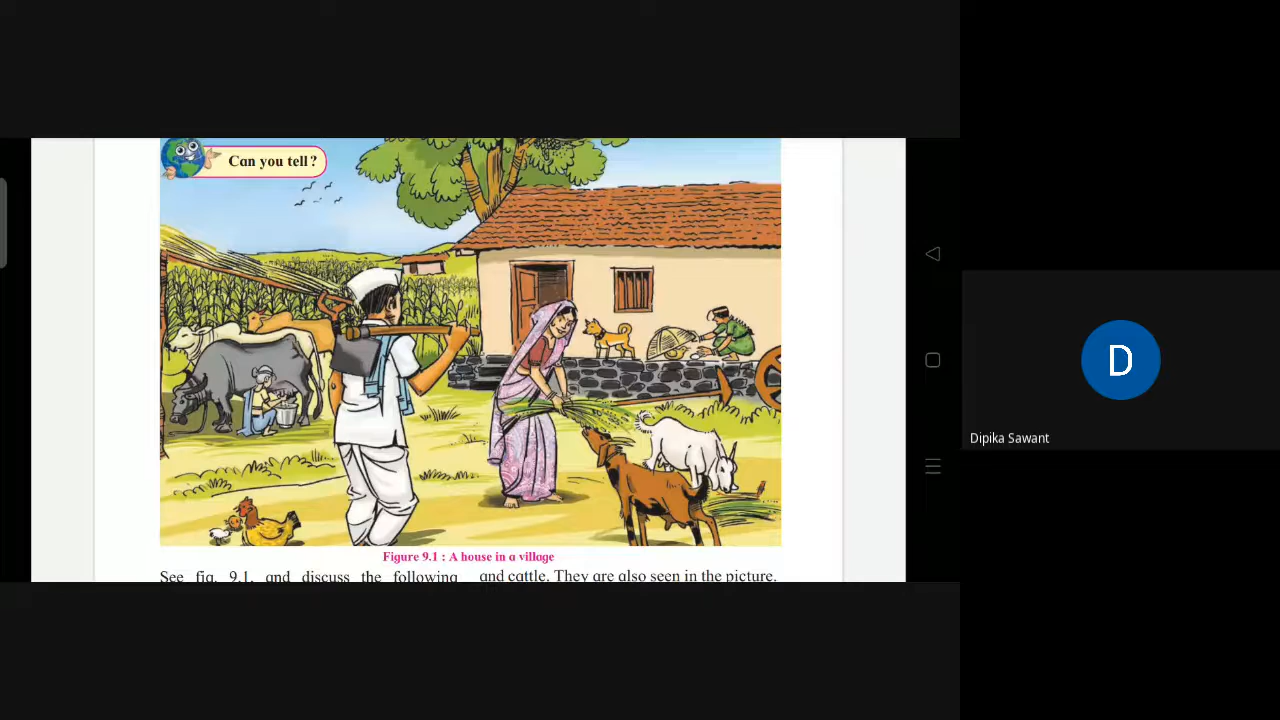 Can you tell?
Figure 9.1 : A house in a village
See fig. 9.1. and discuss the following
and cattle. They are also seen in the picture.
D
Dipika Sawant